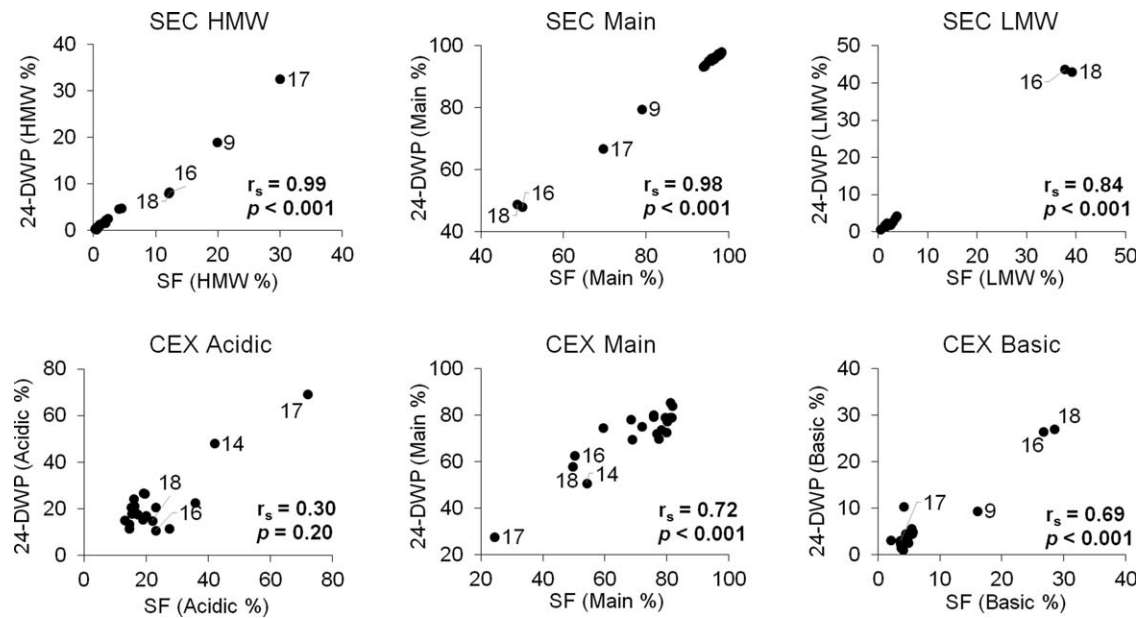 SEC HMW
24-DWP (HMW %)
40
30
20
10
0
0 10 20 30 40
SF (HMW %)
17
9
16
18
r_s = 0.99
p < 0.001
SEC Main
24-DWP (Main %)
100
80
60
40
40 60 80 100
SF (Main %)
9
17
16
18
r_s = 0.98
p < 0.001
SEC LMW
24-DWP (LMW %)
50
40
30
20
10
0
0 10 20 30 40 50
SF (LMW %)
16 18
r_s = 0.84
p < 0.001
CEX Acidic
24-DWP (Acidic %)
80
60
40
20
0
0 20 40 60 80
SF (Acidic %)
17
14
18
16
r_s = 0.30
p = 0.20
CEX Main
24-DWP (Main %)
100
80
60
40
20
20 40 60 80 100
SF (Main %)
16
18 14
17
r_s = 0.72
p < 0.001
CEX Basic
24-DWP (Basic %)
40
30
20
10
0
0 10 20 30 40
SF (Basic %)
18
16
17
9
r_s = 0.69
p < 0.001